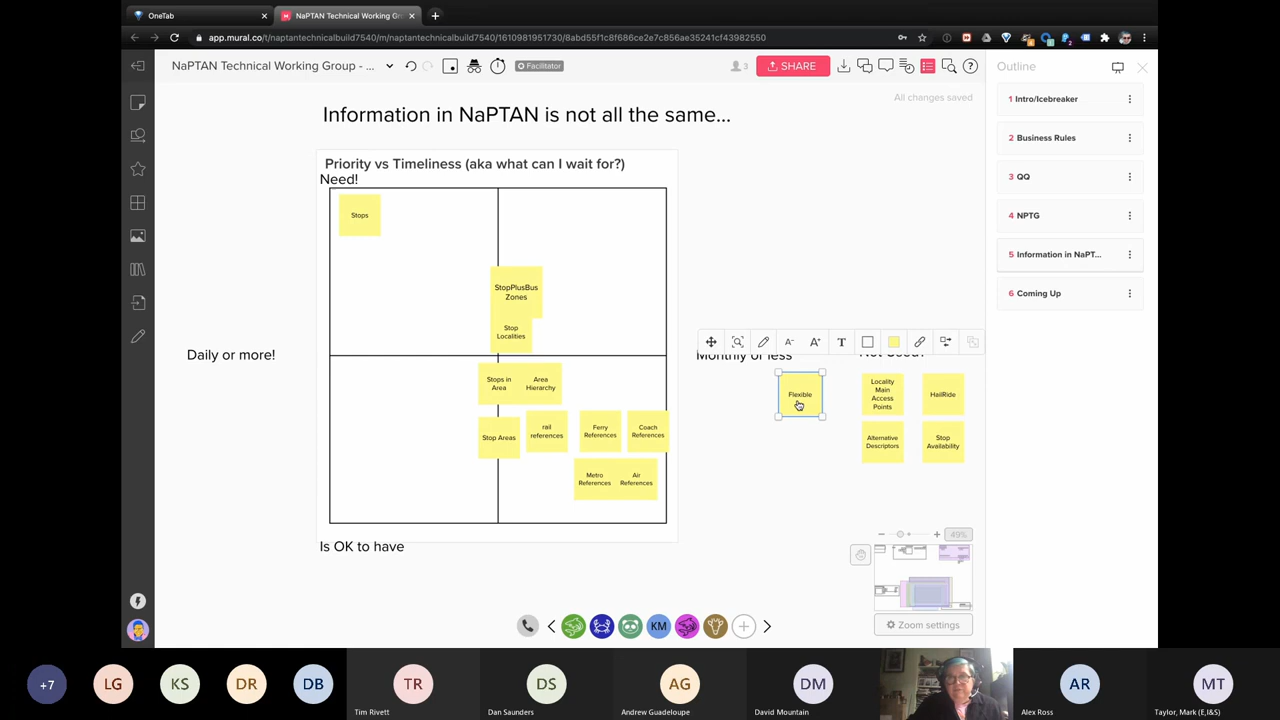 OneTab
NaPTAN Technical Working Gr
app.mural.co/t/naptantechnicalbuild7540/m/naptantechnicalbuild7540/1610981951730/8abd55f1c8f686ce2e7c856ae35241cf43982550
NaPTAN Technical Working Group - ...
Facilitator
3
SHARE
Outline
All changes saved
1 Intro/Icebreaker
2 Business Rules
3 QQ
4 NPTG
5 Information in NaPT...
6 Coming Up
Information in NaPTAN is not all the same...
Priority vs Timeliness (aka what can I wait for?)
Need!
Stops
StopPlusBus
Zones
Stop
Localities
Daily or more!
Monthly or less
Not Used?
A-
A+
T
Stops in
Area
Area
Hierarchy
Stop Areas
rail
references
Ferry
References
Coach
References
Metro
References
Air
References
Flexible
Locality
Main
Access
Points
HailRide
Alternative
Descriptors
Stop
Availability
Is OK to have
49%
Zoom settings
KM
+7
LG
KS
DR
DB
TR
Tim Rivett
DS
Dan Saunders
AG
Andrew Guadeloupe
DM
David Mountain
AR
Alex Ross
MT
Taylor, Mark (E,I&S)